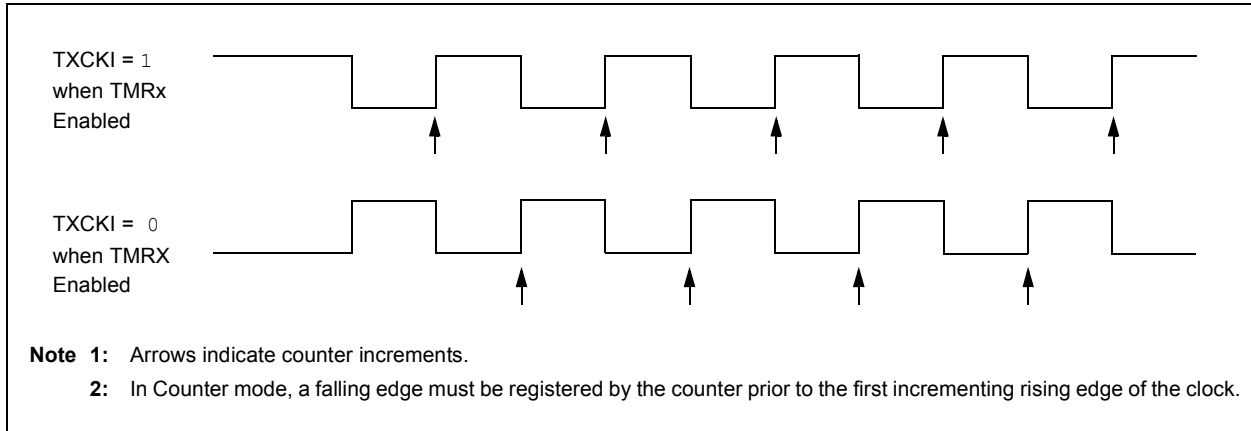 TXCKI = 1
when TMRx
Enabled
TXCKI = 0
when TMRX
Enabled
Note 1: Arrows indicate counter increments.
2: In Counter mode, a falling edge must be registered by the counter prior to the first incrementing rising edge of the clock.